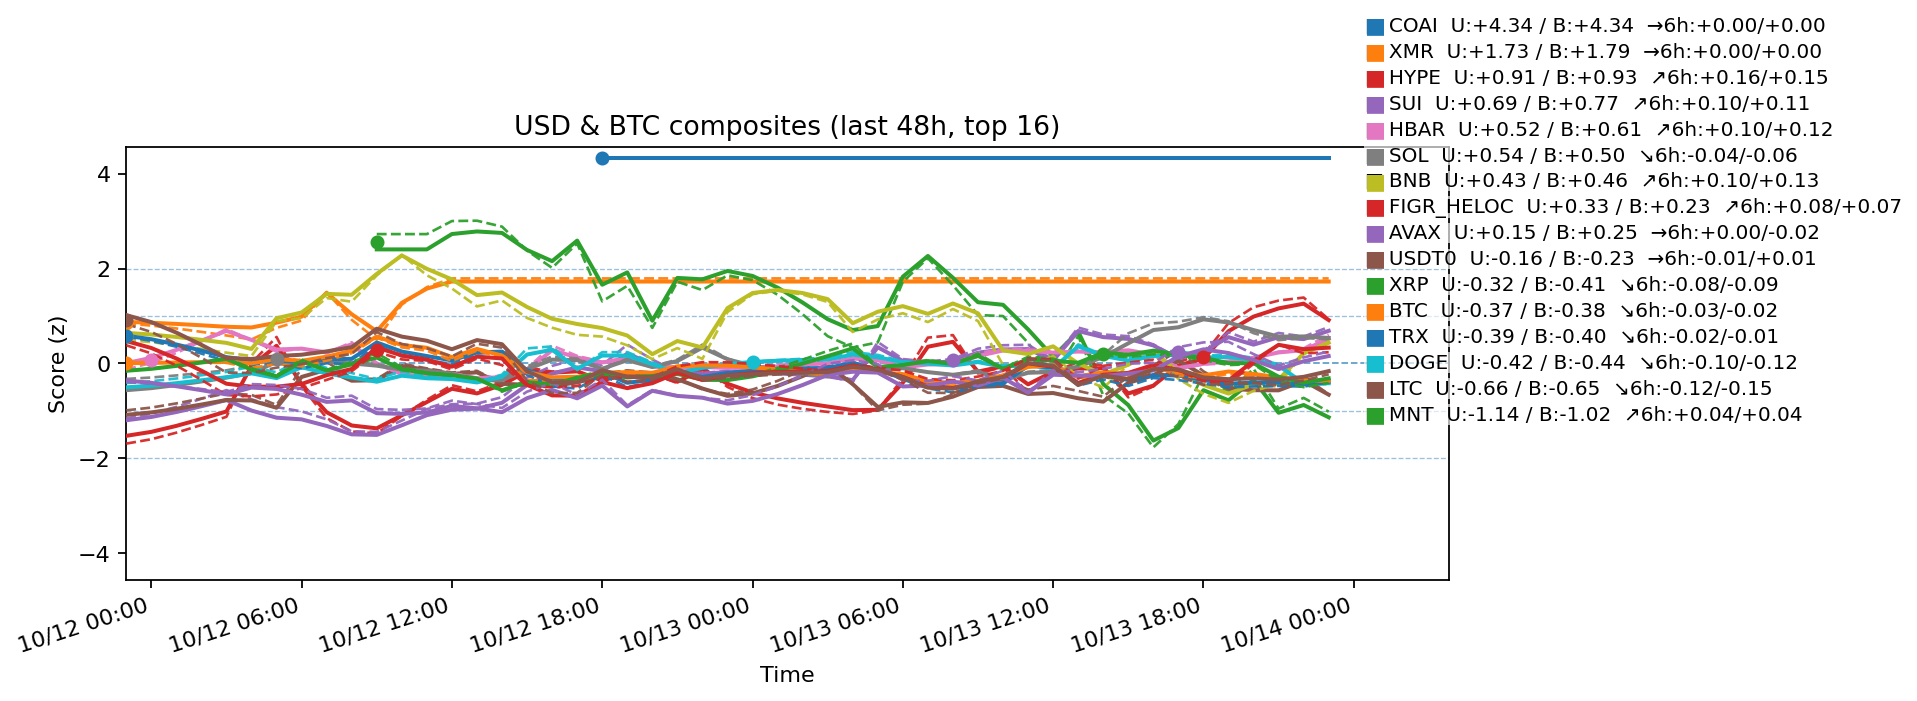 COAI  U:+4.34 / B:+4.34  →6h:+0.00/+0.00
XMR  U:+1.73 / B:+1.79  →6h:+0.00/+0.00
HYPE  U:+0.91 / B:+0.93  ↗6h:+0.16/+0.15
SUI  U:+0.69 / B:+0.77  ↗6h:+0.10/+0.11
HBAR  U:+0.52 / B:+0.61  ↗6h:+0.10/+0.12
SOL  U:+0.54 / B:+0.50  ↘6h:-0.04/-0.06
BNB  U:+0.43 / B:+0.46  ↗6h:+0.10/+0.13
FIGR_HELOC  U:+0.33 / B:+0.23  ↗6h:+0.08/+0.07
AVAX  U:+0.15 / B:+0.25  →6h:+0.00/-0.02
USDT0  U:-0.16 / B:-0.23  →6h:-0.01/+0.01
XRP  U:-0.32 / B:-0.41  ↘6h:-0.08/-0.09
BTC  U:-0.37 / B:-0.38  ↘6h:-0.03/-0.02
TRX  U:-0.39 / B:-0.40  ↘6h:-0.02/-0.01
DOGE  U:-0.42 / B:-0.44  ↘6h:-0.10/-0.12
LTC  U:-0.66 / B:-0.65  ↘6h:-0.12/-0.15
MNT  U:-1.14 / B:-1.02  ↗6h:+0.04/+0.04
USD & BTC composites (last 48h, top 16)
Score (z)
4
2
0
−2
−4
10/12 00:00
10/12 06:00
10/12 12:00
10/12 18:00
10/13 00:00
10/13 06:00
10/13 12:00
10/13 18:00
10/14 00:00
Time